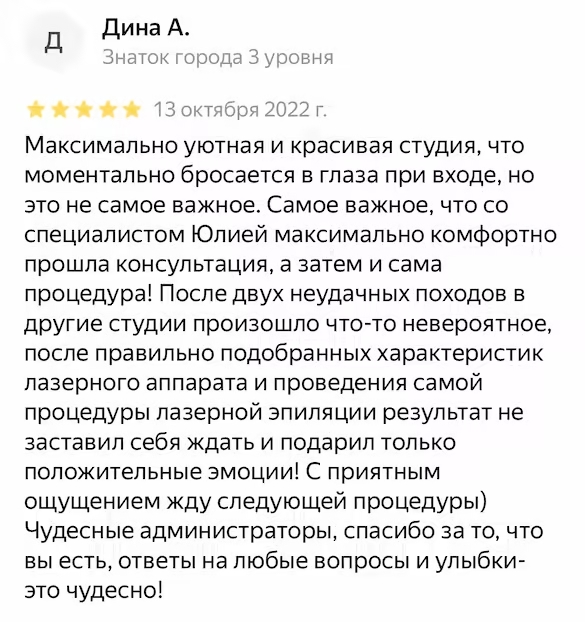 Д
Дина А.
Знаток города 3 уровня
13 октября 2022 г.
Максимально уютная и красивая студия, что
моментально бросается в глаза при входе, но
это не самое важное. Самое важное, что со
специалистом Юлией максимально комфортно
прошла консультация, а затем и сама
процедура! После двух неудачных походов в
другие студии произошло что-то невероятное,
после правильно подобранных характеристик
лазерного аппарата и проведения самой
процедуры лазерной эпиляции результат не
заставил себя ждать и подарил только
положительные эмоции! С приятным
ощущением жду следующей процедуры)
Чудесные администраторы, спасибо за то, что
вы есть, ответы на любые вопросы и улыбки-
это чудесно!